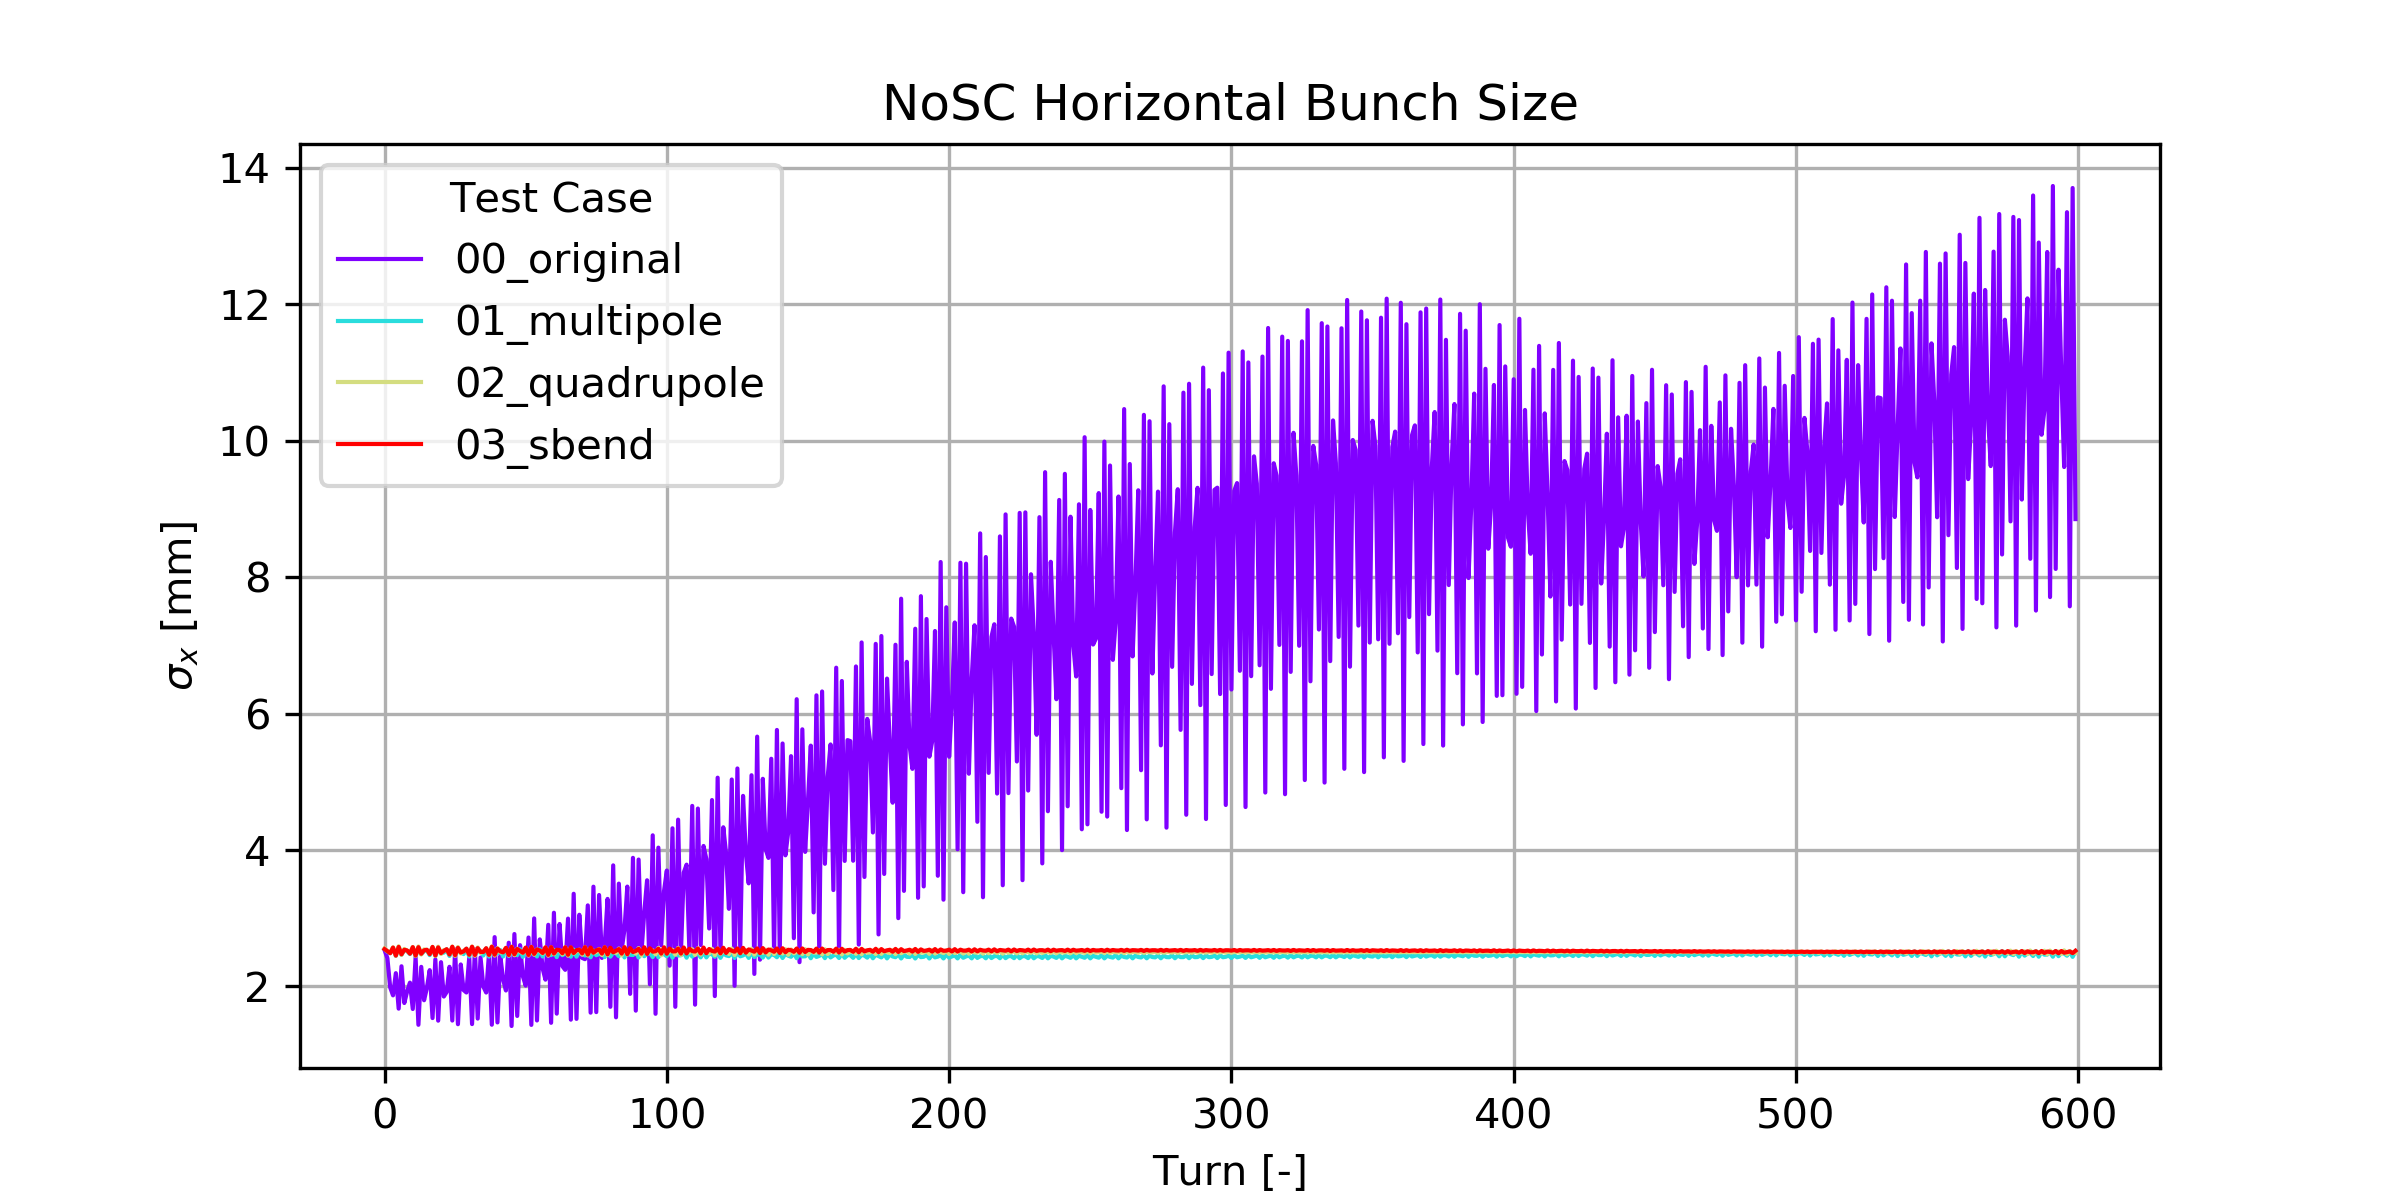 NoSC Horizontal Bunch Size
14
12
10
8
6
4
2
σx [mm]
Test Case
00_original
01_multipole
02_quadrupole
03_sbend
0 100 200 300 400 500 600
Turn [-]